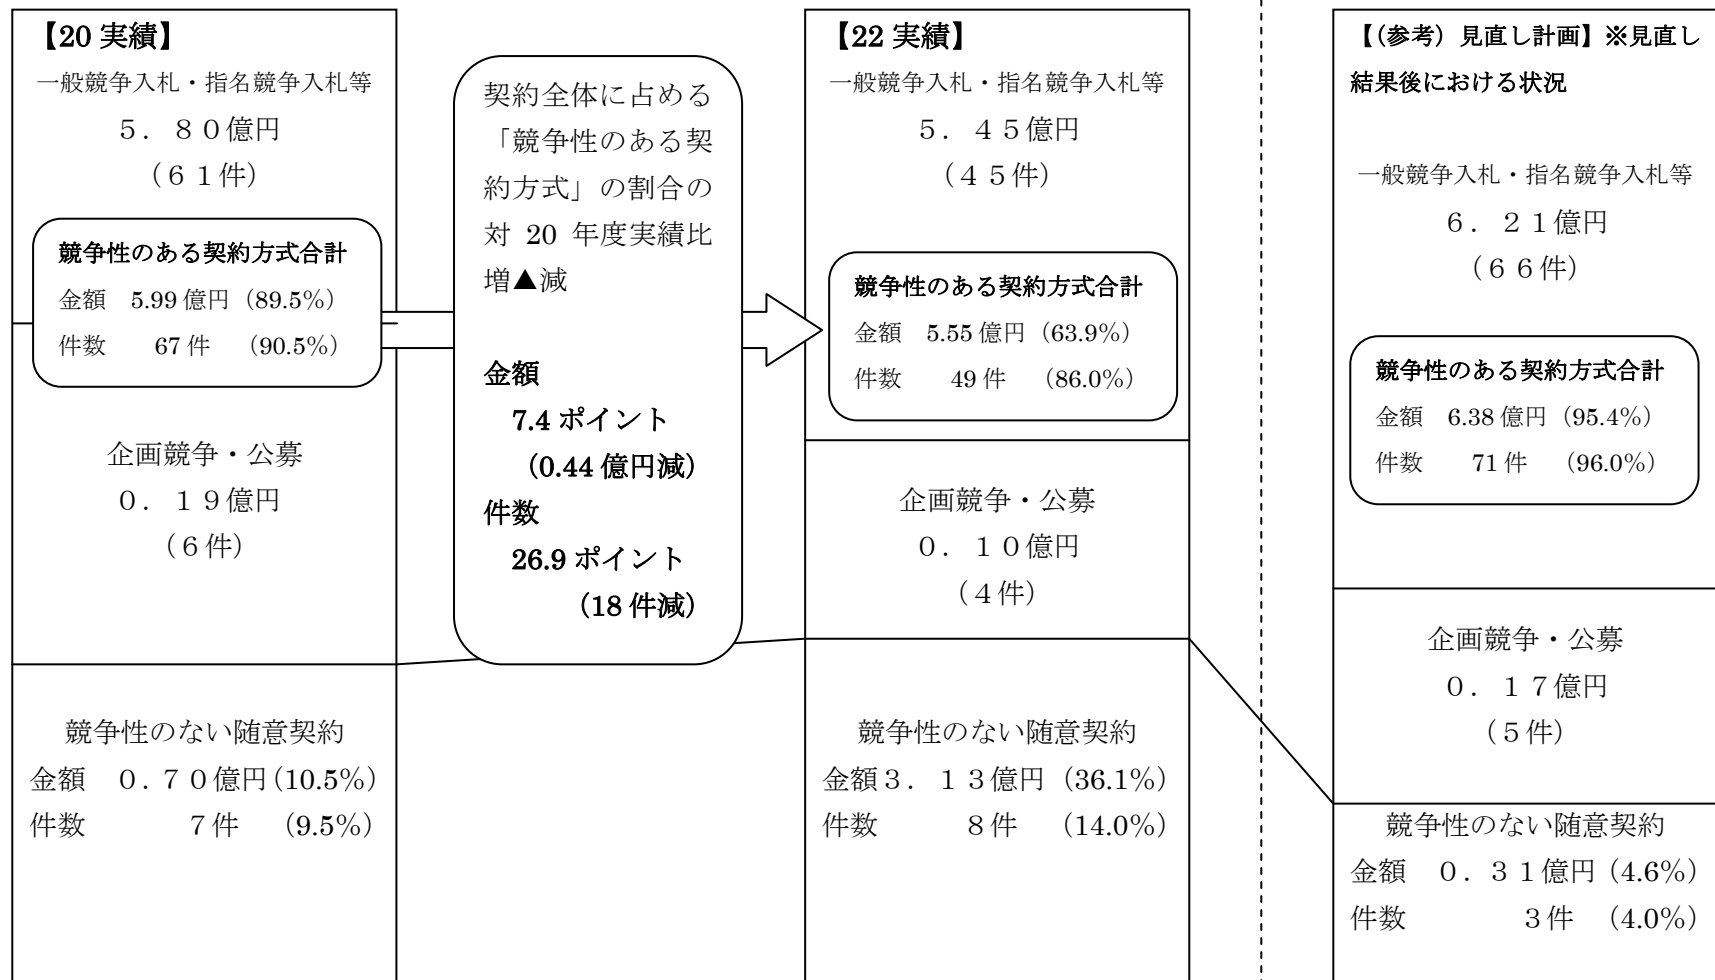 【20 実績】
一般競争入札・指名競争入札等
５．８０億円
（６１件）
競争性のある契約方式合計
金額 5.99 億円（89.5%）
件数 67 件 （90.5%）
企画競争・公募
０．１９億円
（６件）
競争性のない随意契約
金額 ０．７０億円（10.5%）
件数 ７件 （9.5%）
契約全体に占める
「競争性のある契
約方式」の割合の
対 20 年度実績比
増▲減
金額
7.4 ポイント
（0.44 億円減）
件数
26.9 ポイント
（18 件減）
【22 実績】
一般競争入札・指名競争入札等
５．４５億円
（４５件）
競争性のある契約方式合計
金額 5.55 億円（63.9%）
件数 49 件 （86.0%）
企画競争・公募
０．１０億円
（４件）
競争性のない随意契約
金額３．１３億円（36.1%）
件数 ８件 （14.0%）
【（参考）見直し計画】※見直し
結果後における状況
一般競争入札・指名競争入札等
６．２１億円
（６６件）
競争性のある契約方式合計
金額 6.38 億円（95.4%）
件数 71 件 （96.0%）
企画競争・公募
０．１７億円
（５件）
競争性のない随意契約
金額 ０．３１億円（4.6%）
件数 ３件 （4.0%）